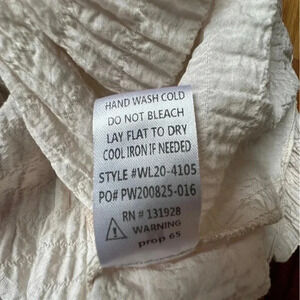 HAND WASH COLD
DO NOT BLEACH
LAY FLAT TO DRY
COOL IRON IF NEEDED
STYLE #WL20-4105
PO# PW200825-016
RN # 131928
WARNING
prop 65